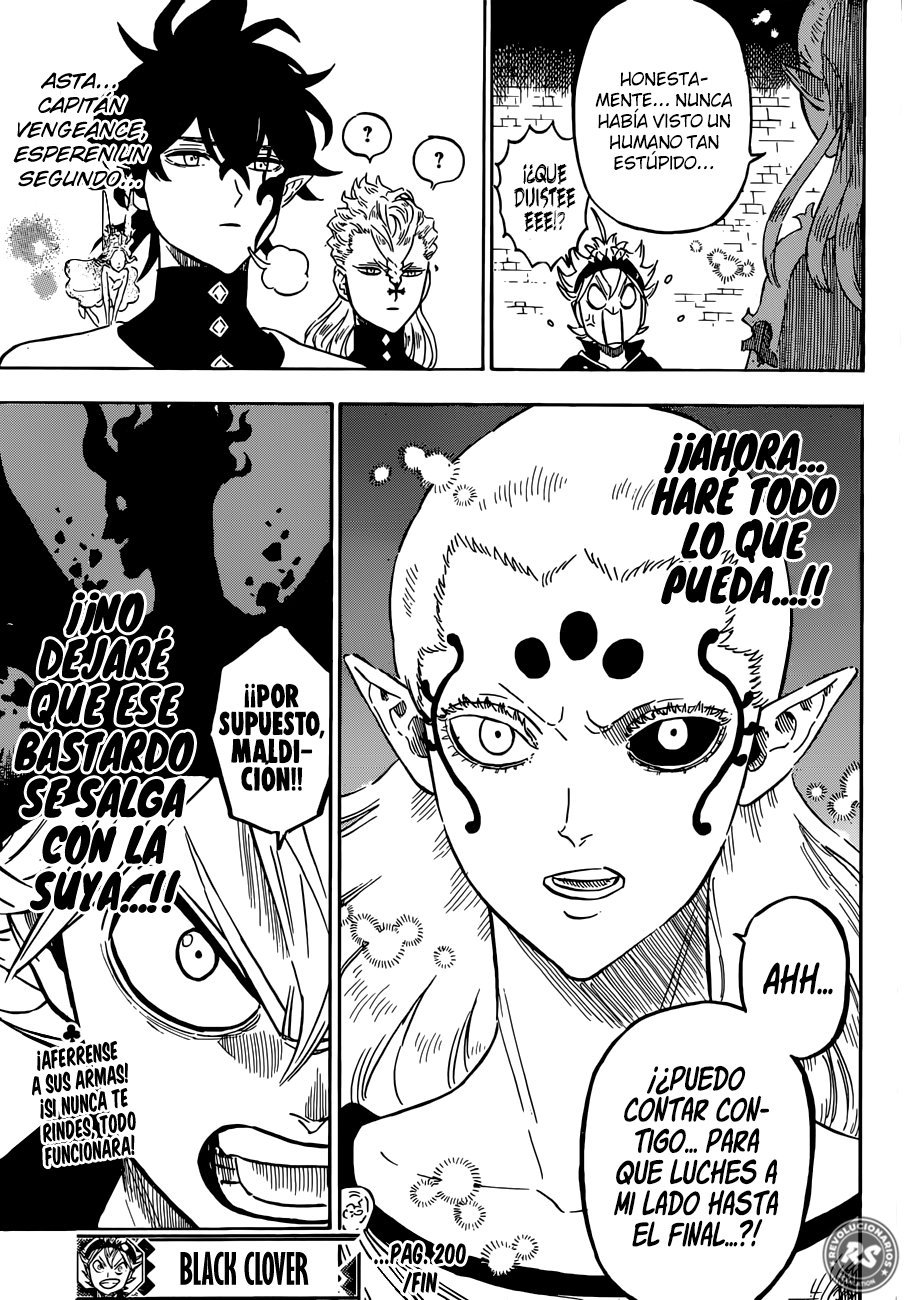 HONESTA-
MENTE... NUNCA
HABÍA VISTO
UN HUMANO TAN
ESTÚPIDO...
¡¿QUE
DIJISTEE
EEE!?
?
?
ASTA...
CAPITÁN
VENGEANCE,
ESPEREN UN
SEGUNDO...
¡¡AHORA...
HARÉ TODO
LO QUE
PUEDA...!!
AHH...
¡¿PUEDO
CONTAR CON-
TIGO... PARA
QUE LUCHES A
MI LADO HASTA
EL FINAL...?!
¡¡POR
SUPUESTO,
MALDI-
CION!!
¡¡NO
DEJARÉ
QUE ESE
BASTARDO
SE SALGA
CON LA
SUYA...!!
¡AFERRENSE
A SUS ARMAS!
¡SI NUNCA TE
RINDES, TODO
FUNCIONARA!
BLACK CLOVER
...PAG. 200
/FIN
REVOLUCIONARIOS
RS